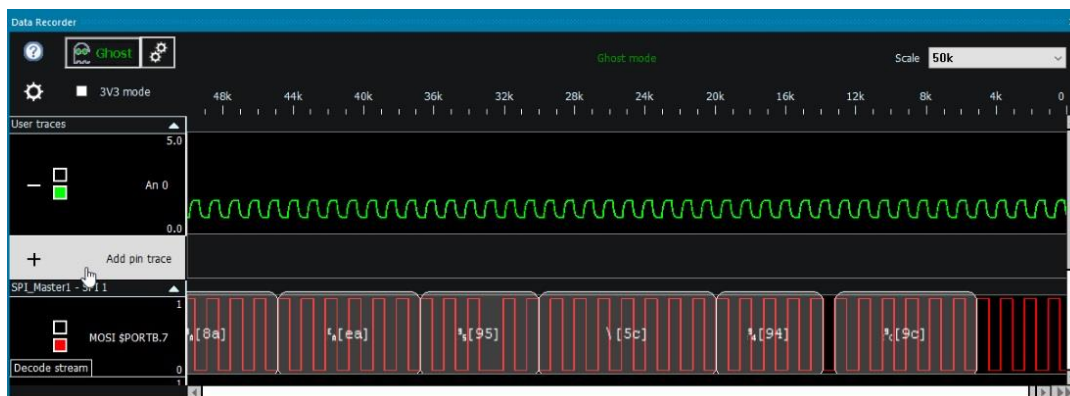 Data Recorder
? Ghost Ghost mode Scale 50k
3V3 mode 48k 44k 40k 36k 32k 28k 24k 20k 16k 12k 8k 4k 0
User traces
5.0
An 0
0.0
+ Add pin trace
SPI_Master1 - SPI 1
1
MOSI $PORTB.7 [8a] [ea] [95] \ [5c] [94] [9c]
Decode stream 0
1